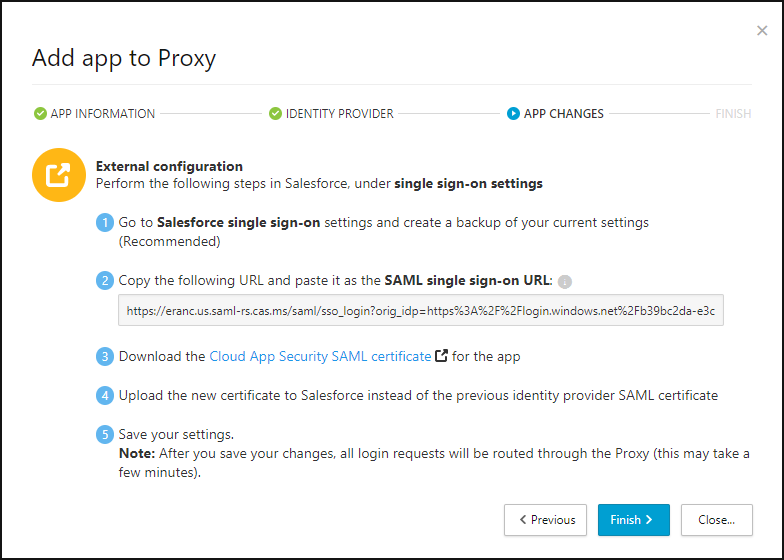 Add app to Proxy
APP INFORMATION
IDENTITY PROVIDER
APP CHANGES
FINISH
External configuration
Perform the following steps in Salesforce, under single sign-on settings
1 Go to Salesforce single sign-on settings and create a backup of your current settings
(Recommended)
2 Copy the following URL and paste it as the SAML single sign-on URL:
https://eranc.us.saml-rs.cas.ms/saml/sso_login?orig_idp=https%3A%2F%2Flogin.windows.net%2Fb39bc2da-e3c
3 Download the Cloud App Security SAML certificate for the app
4 Upload the new certificate to Salesforce instead of the previous identity provider SAML certificate
5 Save your settings.
Note: After you save your changes, all login requests will be routed through the Proxy (this may take a
few minutes).
Previous
Finish
Close...